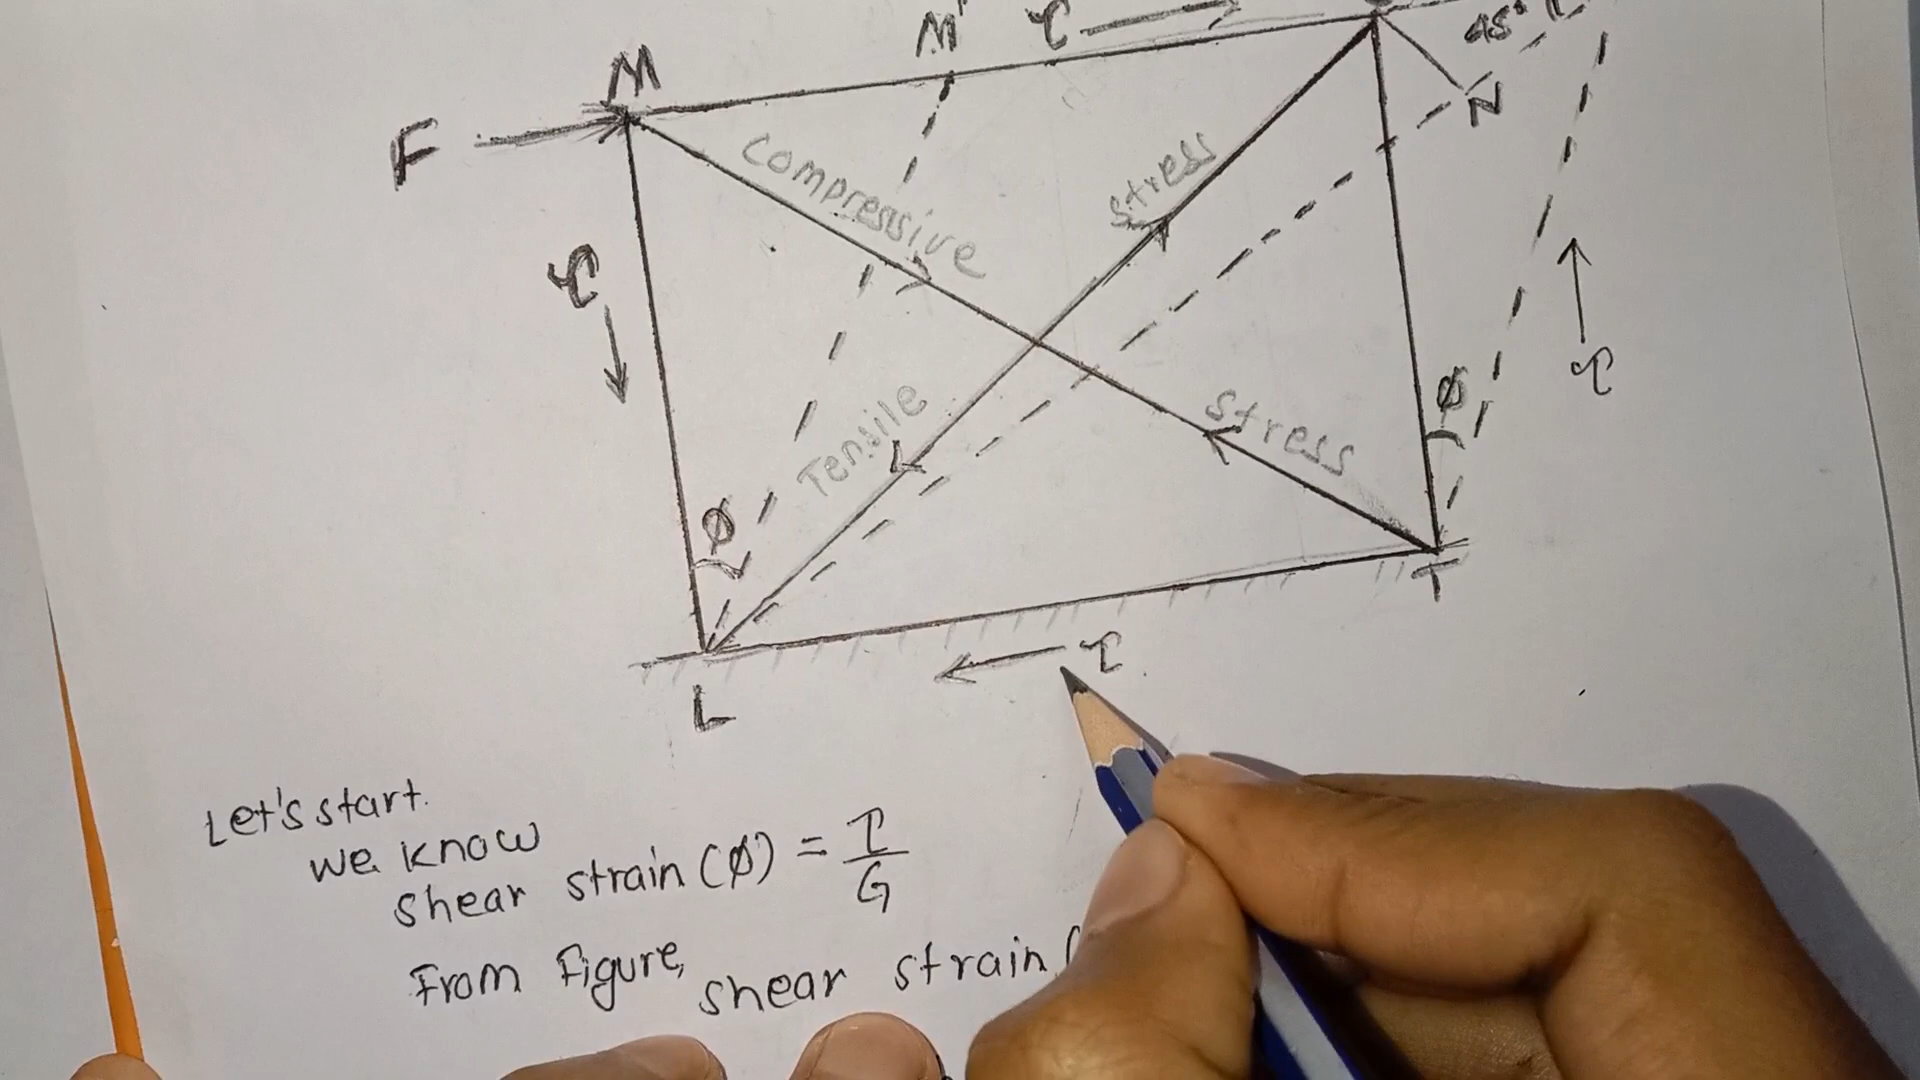 M'
τ
45°
M
N
F
compressive
stress
τ
τ
Ø
Tensile
stress
Ø
T
τ
L
Let's start.
we know
shear strain (Ø) = τ/G
From Figure,
shear strain (